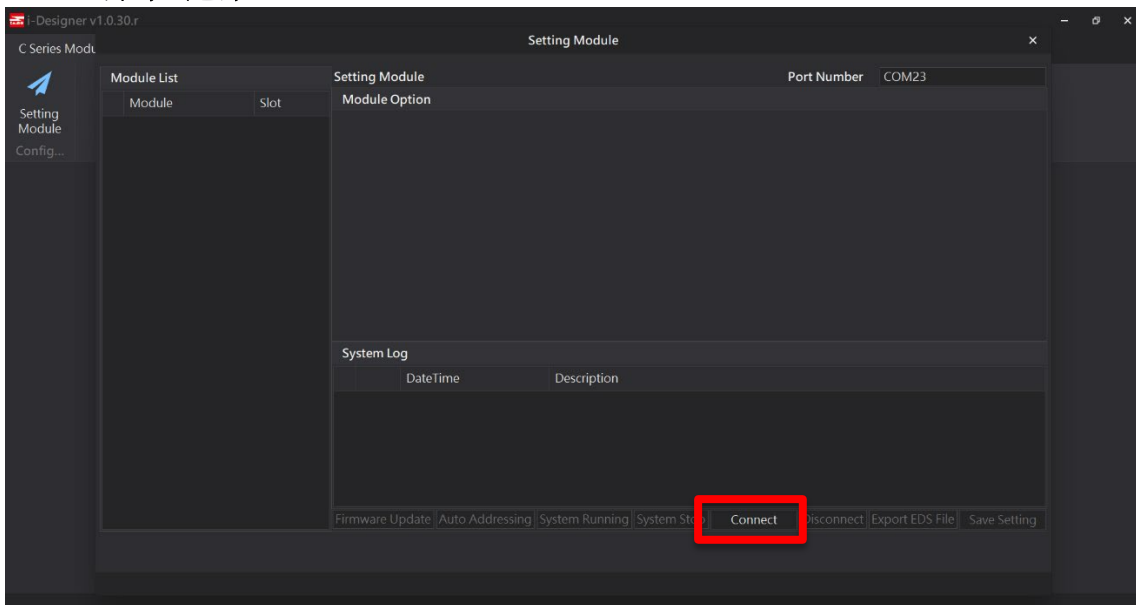 i-Designer v1.0.30.r
Setting Module
C Series Modu
Setting
Module
Config...
Module List
Module Slot
Setting Module Port Number COM23
Module Option
System Log
DateTime Description
Firmware Update Auto Addressing System Running System Stop Connect Disconnect Export EDS File Save Setting